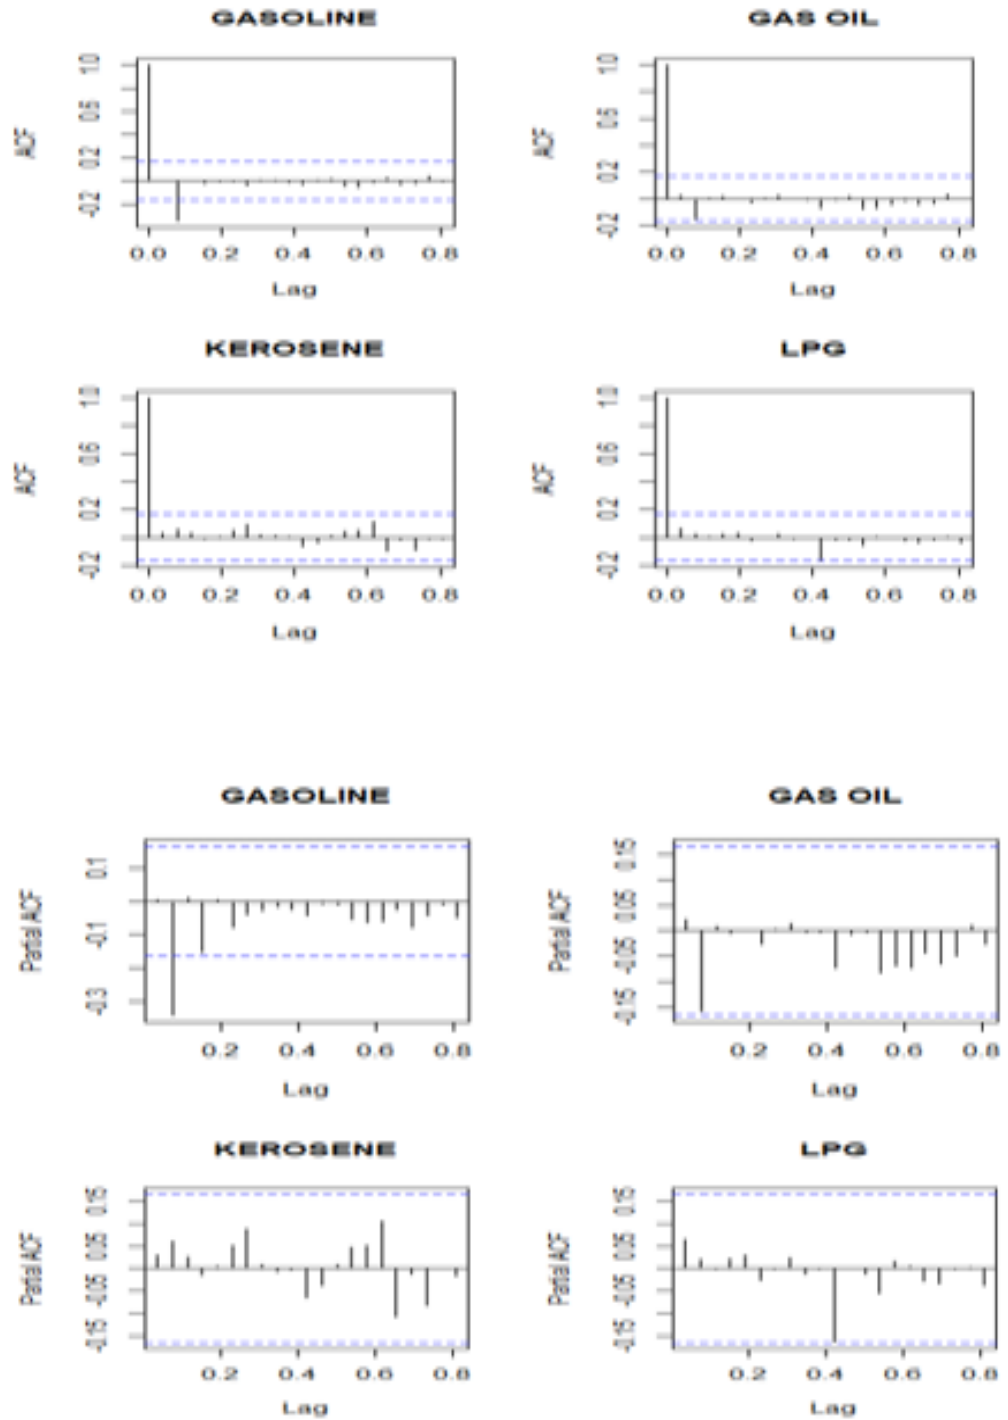 GASOLINE GAS OIL
ACF 1.0 0.6 0.2 -0.2 ACF 1.0 0.6 0.2 -0.2
0.0 0.2 0.4 0.6 0.8 0.0 0.2 0.4 0.6 0.8
Lag Lag
KEROSENE LPG
ACF 1.0 0.6 0.2 -0.2 ACF 1.0 0.6 0.2 -0.2
0.0 0.2 0.4 0.6 0.8 0.0 0.2 0.4 0.6 0.8
Lag Lag
GASOLINE GAS OIL
Partial ACF 0.1 -0.1 -0.3 Partial ACF 0.15 0.05 -0.05 -0.15
0.2 0.4 0.6 0.8 0.2 0.4 0.6 0.8
Lag Lag
KEROSENE LPG
Partial ACF 0.15 0.05 -0.05 -0.15 Partial ACF 0.15 0.05 -0.05 -0.15
0.2 0.4 0.6 0.8 0.2 0.4 0.6 0.8
Lag Lag